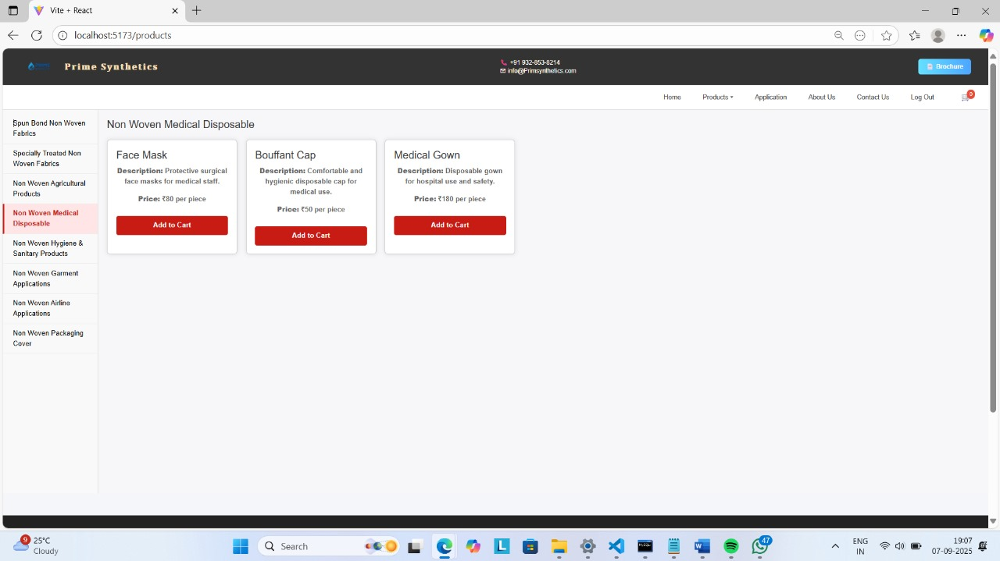 Vite + React
localhost:5173/products
Prime Synthetics
+91 932-853-8214
info@Primsynthetics.com
Brochure
Home
Products
Application
About Us
Contact Us
Log Out
0
Spun Bond Non Woven
Fabrics
Specially Treated Non
Woven Fabrics
Non Woven Agricultural
Products
Non Woven Medical
Disposable
Non Woven Hygiene &
Sanitary Products
Non Woven Garment
Applications
Non Woven Airline
Applications
Non Woven Packaging
Cover
Non Woven Medical Disposable
Face Mask
Description: Protective surgical
face masks for medical staff.
Price: ₹80 per piece
Add to Cart
Bouffant Cap
Description: Comfortable and
hygienic disposable cap for
medical use.
Price: ₹50 per piece
Add to Cart
Medical Gown
Description: Disposable gown
for hospital use and safety.
Price: ₹180 per piece
Add to Cart
9
25°C
Cloudy
Search
47
ENG
IN
19:07
07-09-2025